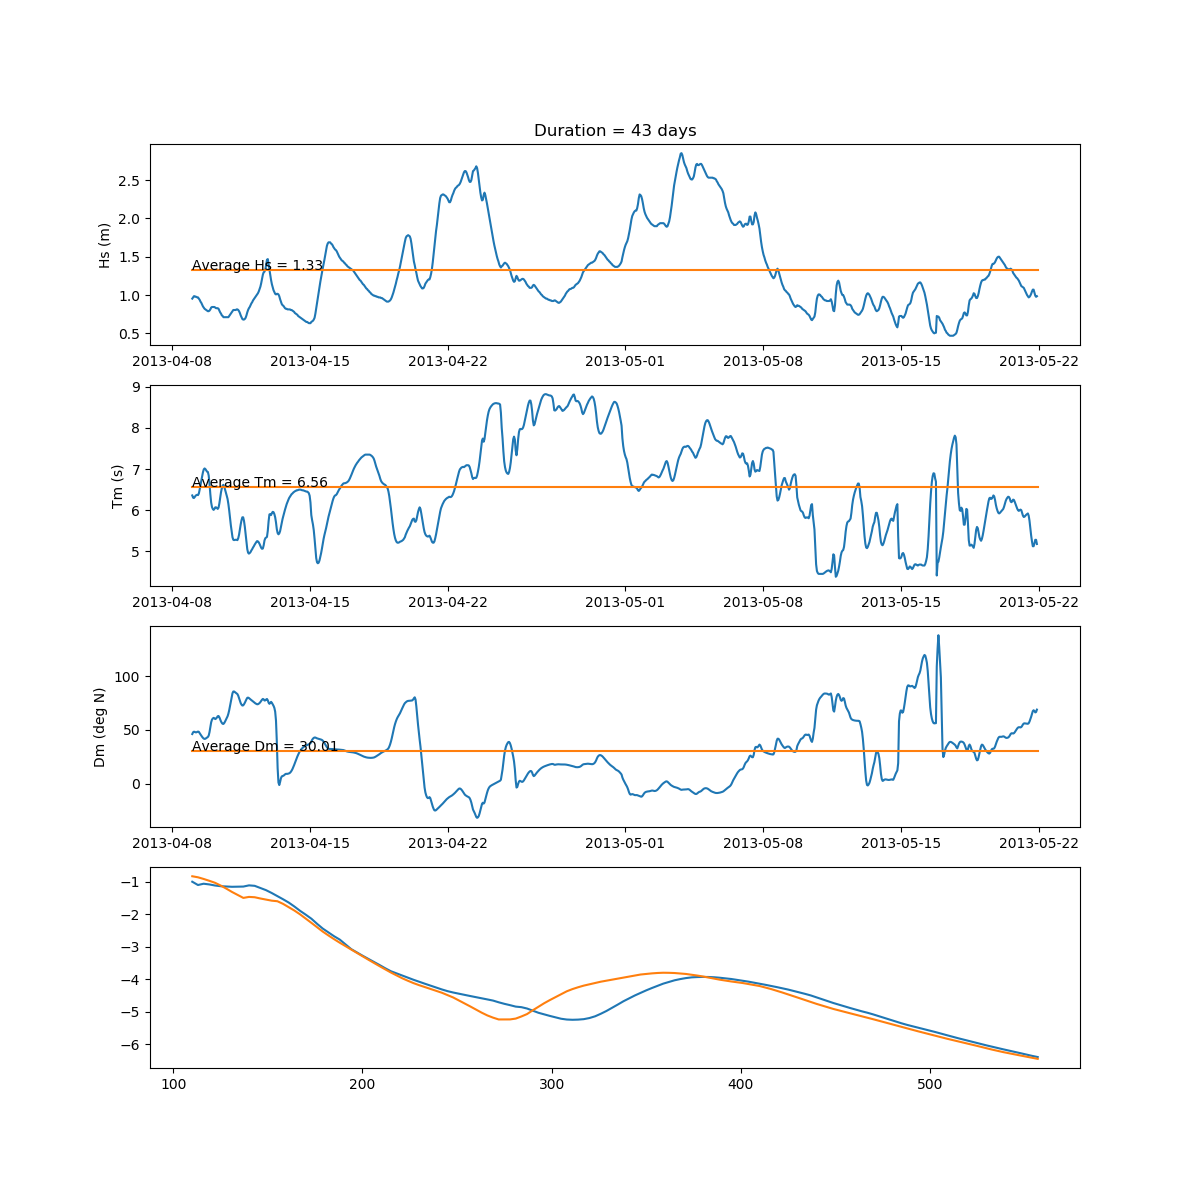 Duration = 43 days
Hs (m)
2.5
2.0
1.5
1.0
0.5
Average Hs = 1.33
2013-04-08 2013-04-15 2013-04-22 2013-05-01 2013-05-08 2013-05-15 2013-05-22
Tm (s)
9
8
7
6
5
Average Tm = 6.56
2013-04-08 2013-04-15 2013-04-22 2013-05-01 2013-05-08 2013-05-15 2013-05-22
Dm (deg N)
100
50
0
Average Dm = 30.01
2013-04-08 2013-04-15 2013-04-22 2013-05-01 2013-05-08 2013-05-15 2013-05-22
−1
−2
−3
−4
−5
−6
100 200 300 400 500